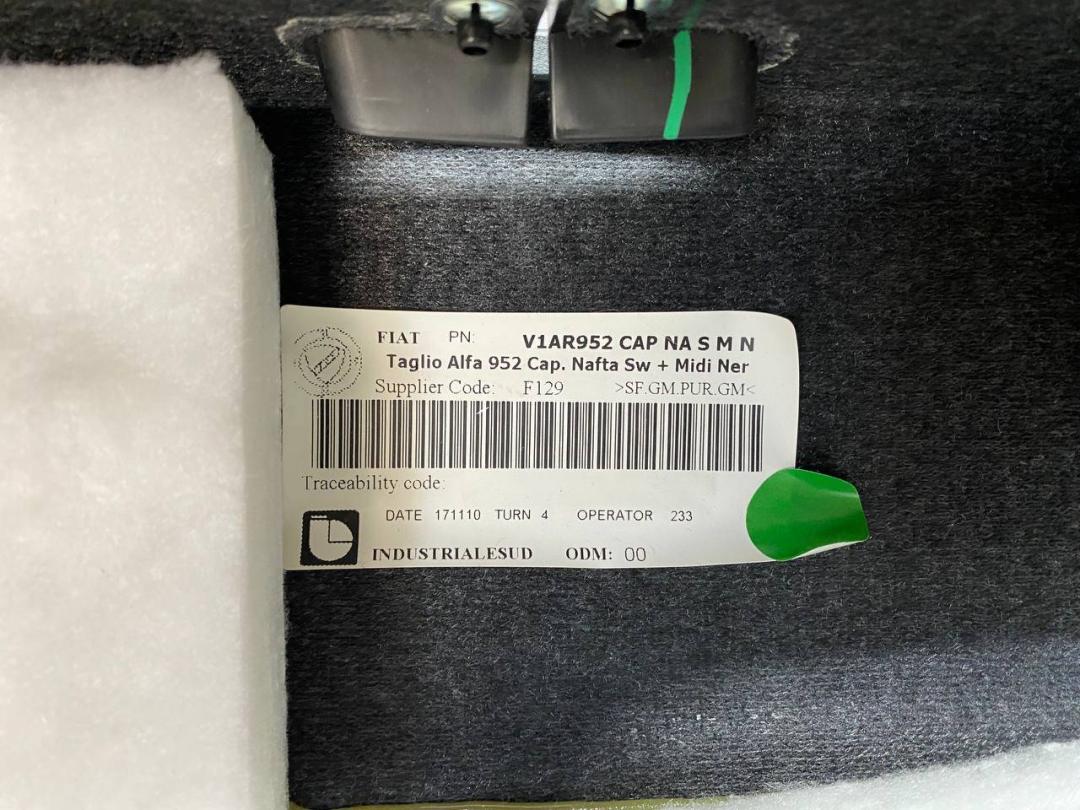 FIAT PN: V1AR952 CAP NA S M N
Taglio Alfa 952 Cap. Nafta Sw + Midi Ner
Supplier Code: F129 >SF.GM.PUR.GM<
Traceability code:
DATE 171110 TURN 4 OPERATOR 233
INDUSTRIALESUD ODM: 00